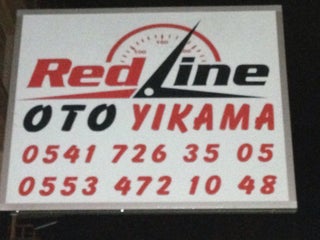 RedLine
OTO YIKAMA
0541 726 35 05
0553 472 10 48